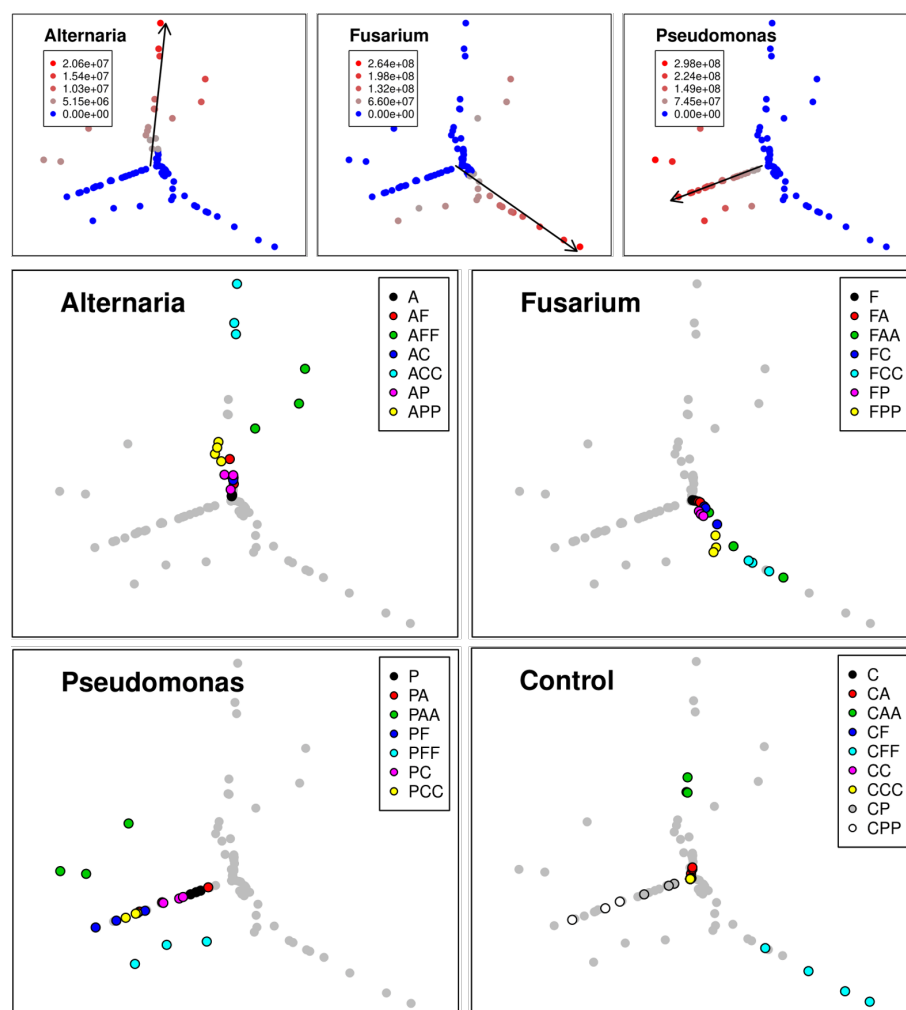 Alternaria
2.06e+07
1.54e+07
1.03e+07
5.15e+06
0.00e+00
Fusarium
2.64e+08
1.98e+08
1.32e+08
6.60e+07
0.00e+00
Pseudomonas
2.98e+08
2.24e+08
1.49e+08
7.45e+07
0.00e+00
Alternaria
A
AF
AFF
AC
ACC
AP
APP
Fusarium
F
FA
FAA
FC
FCC
FP
FPP
Pseudomonas
P
PA
PAA
PF
PFF
PC
PCC
Control
C
CA
CAA
CF
CFF
CC
CCC
CP
CPP